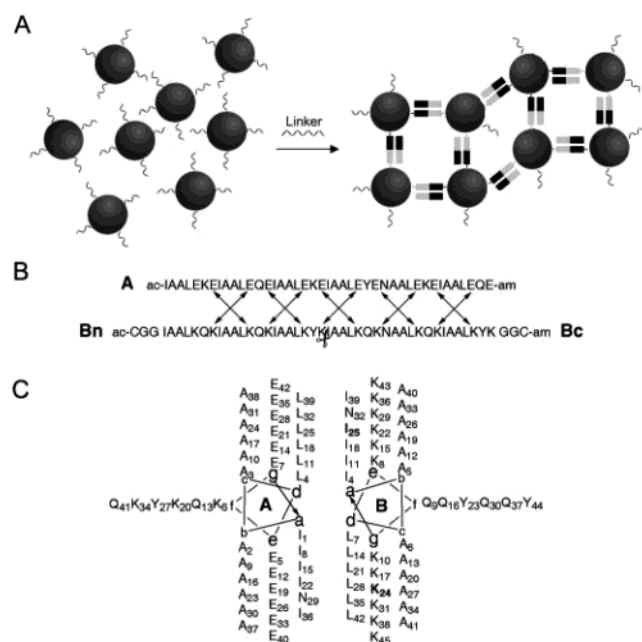 A
Linker
B
A ac-IAALEKEIAALEQEIAALEKEIAALEYENAALEKEIAALEQE-am
Bn ac-CGG IAALKQKIAALKQKIAALKYKIAALKQKNAALKQKIAALKYK GGC-am Bc
C
A38 E42 L39 I39 K43 A40
A31 E35 L32 N32 K36 A33
A24 E28 L25 I25 K29 A26
A17 E21 L18 I18 K22 A19
A10 E14 L11 I11 K15 A12
A3 E7 L4 I4 K8 A5
c g d a e b
Q41K34Y27K20Q13K6 f A B f Q9Q16Y23Q30Q37Y44
b e a d g c
A2 E5 I1 L7 K10 A6
A9 E12 I8 L14 K17 A13
A16 E19 I15 L21 K24 A20
A23 E26 I22 L28 K31 A27
A30 E33 N29 L35 K38 A34
A37 E40 I36 L42 K45 A41